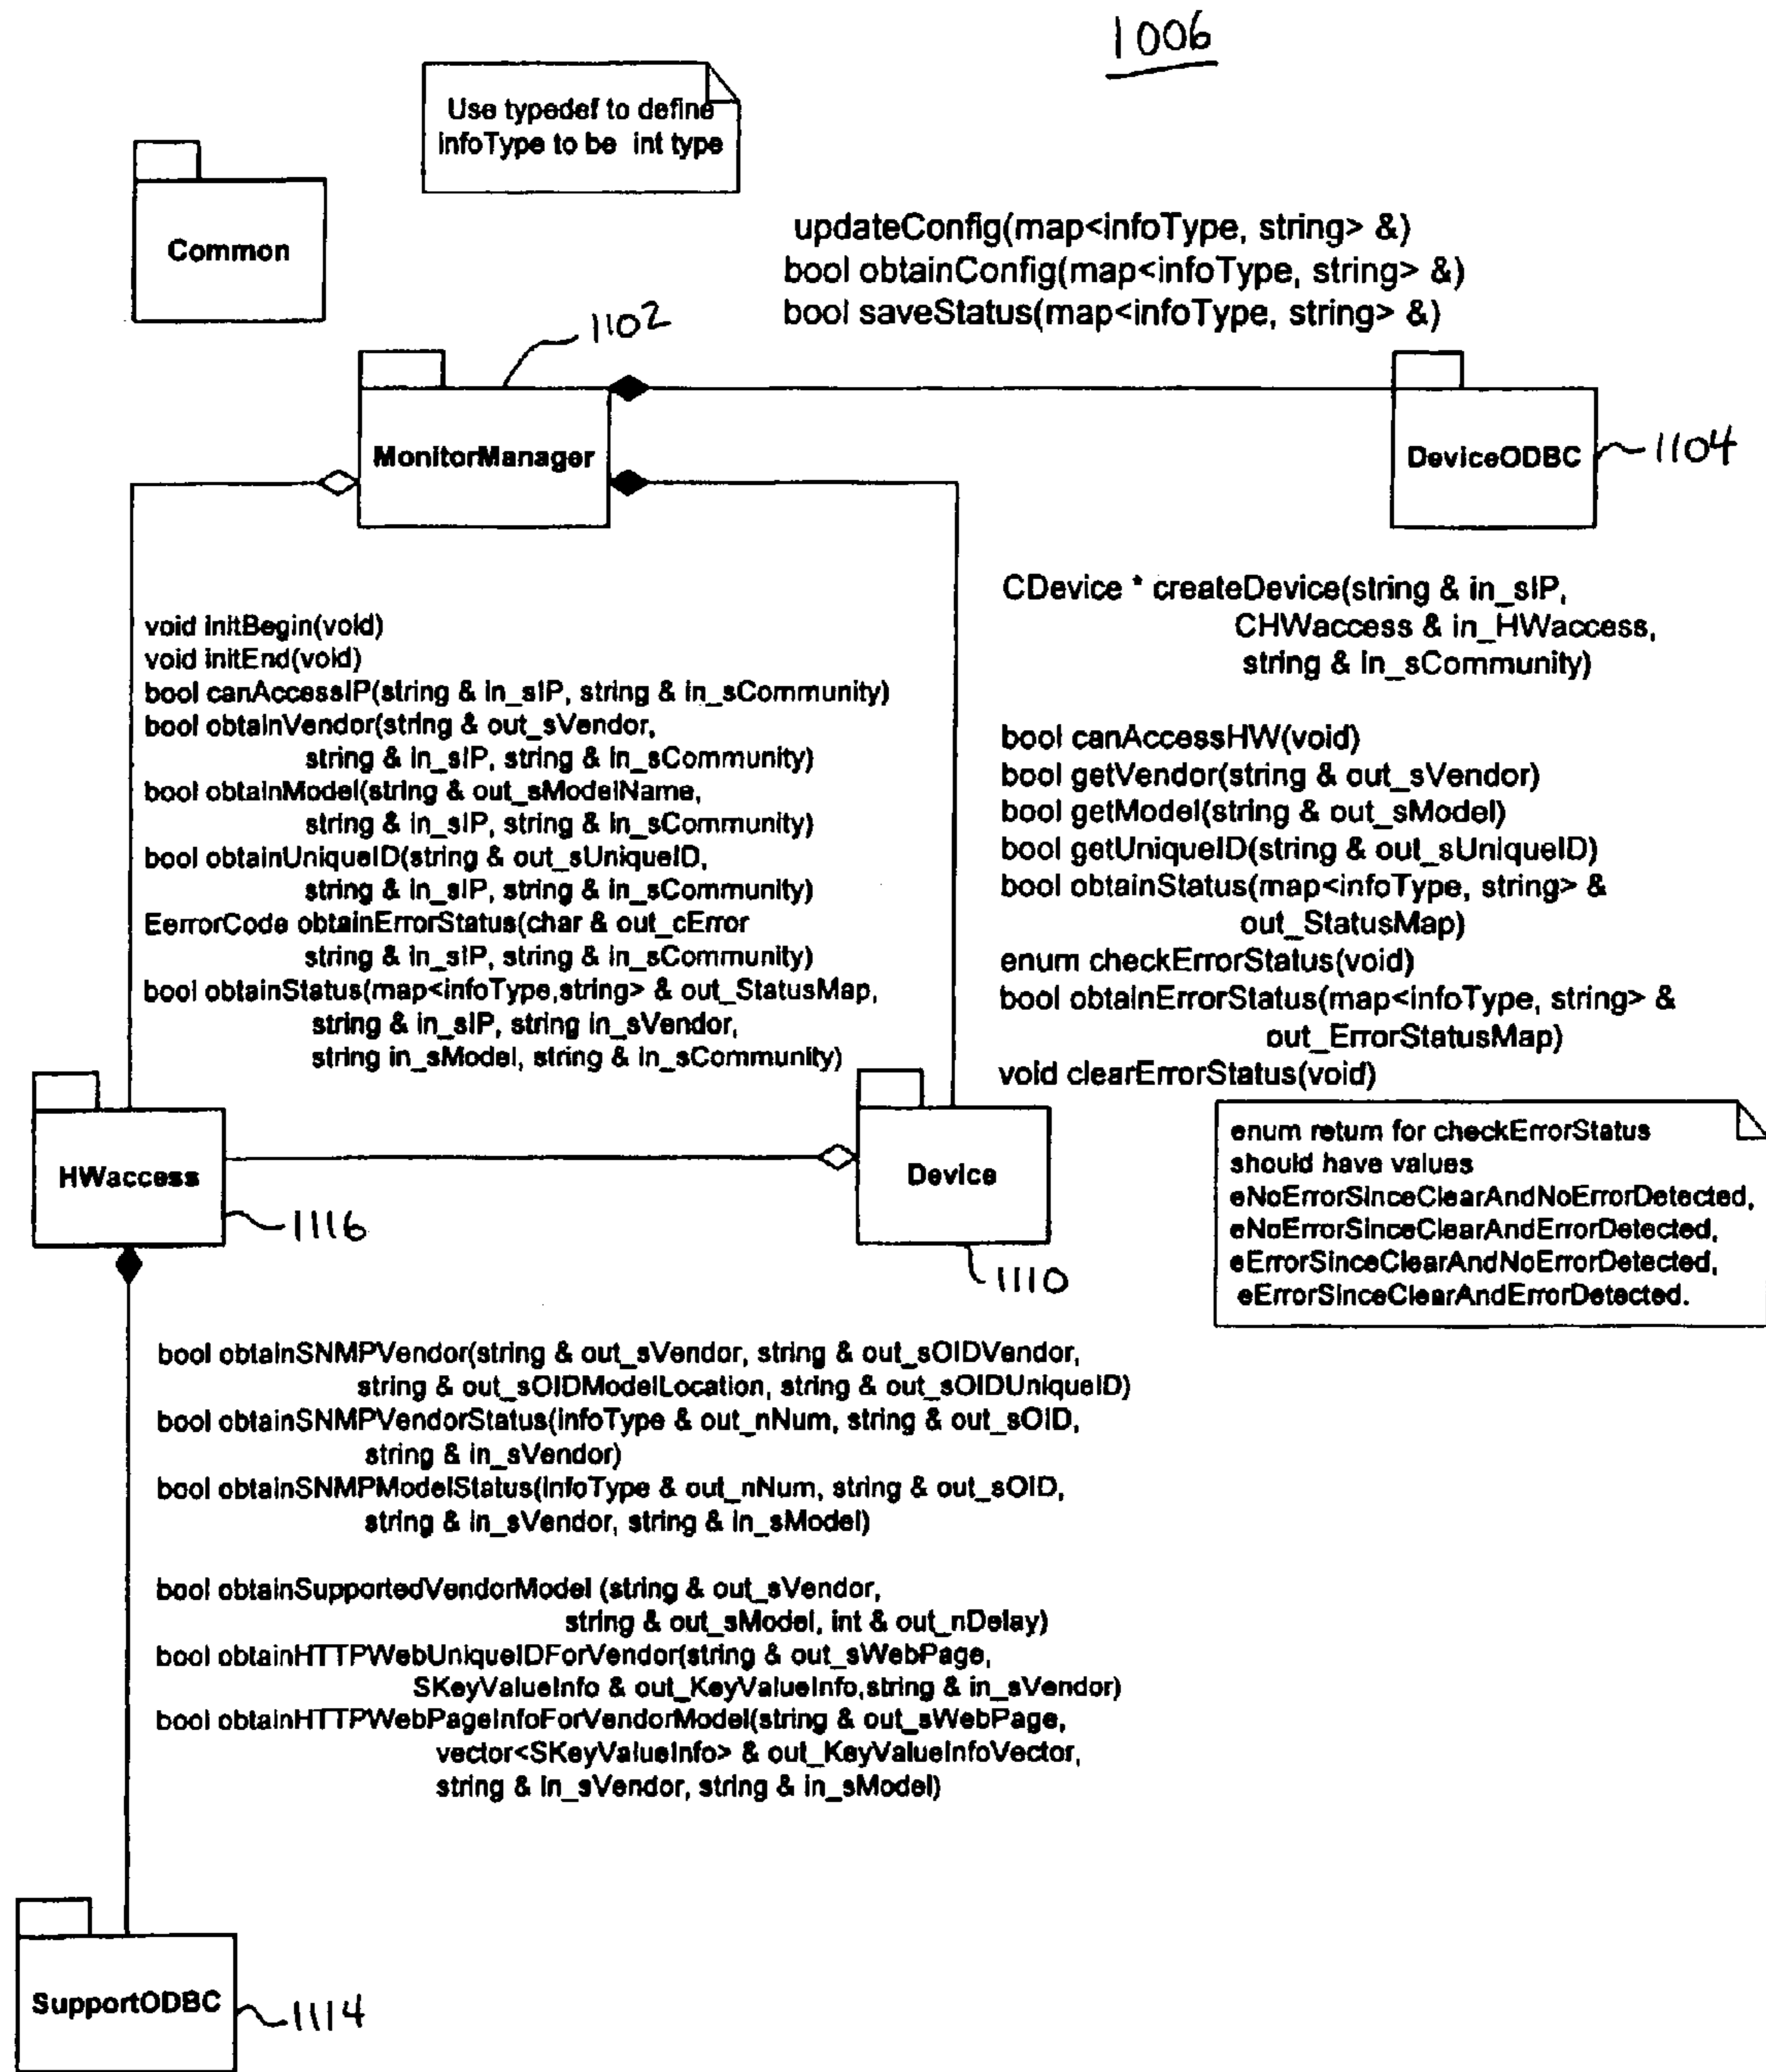 1006
Use typedef to define
infoType to be int type
Common
updateConfig(map<infoType, string> &)
bool obtainConfig(map<infoType, string> &)
bool saveStatus(map<infoType, string> &)
1102
MonitorManager
DeviceODBC
1104
void initBegin(void)
void initEnd(void)
bool canAccessIP(string & in_sIP, string & in_sCommunity)
bool obtainVendor(string & out_sVendor,
string & in_sIP, string & in_sCommunity)
bool obtainModel(string & out_sModelName,
string & in_sIP, string & in_sCommunity)
bool obtainUniqueID(string & out_sUniqueID,
string & in_sIP, string & in_sCommunity)
EerrorCode obtainErrorStatus(char & out_cError
string & in_sIP, string & in_sCommunity)
bool obtainStatus(map<infoType,string> & out_StatusMap,
string & in_sIP, string in_sVendor,
string in_sModel, string & in_sCommunity)
CDevice * createDevice(string & in_sIP,
CHWaccess & in_HWaccess,
string & in_sCommunity)
bool canAccessHW(void)
bool getVendor(string & out_sVendor)
bool getModel(string & out_sModel)
bool getUniqueID(string & out_sUniqueID)
bool obtainStatus(map<infoType, string> &
out_StatusMap)
enum checkErrorStatus(void)
bool obtainErrorStatus(map<infoType, string> &
out_ErrorStatusMap)
void clearErrorStatus(void)
HWaccess
1116
Device
1110
enum return for checkErrorStatus
should have values
eNoErrorSinceClearAndNoErrorDetected,
eNoErrorSinceClearAndErrorDetected,
eErrorSinceClearAndNoErrorDetected,
eErrorSinceClearAndErrorDetected.
bool obtainSNMPVendor(string & out_sVendor, string & out_sOIDVendor,
string & out_sOIDModelLocation, string & out_sOIDUniqueID)
bool obtainSNMPVendorStatus(infoType & out_nNum, string & out_sOID,
string & in_sVendor)
bool obtainSNMPModelStatus(infoType & out_nNum, string & out_sOID,
string & in_sVendor, string & in_sModel)
bool obtainSupportedVendorModel (string & out_sVendor,
string & out_sModel, int & out_nDelay)
bool obtainHTTPWebUniqueIDForVendor(string & out_sWebPage,
SKeyValueInfo & out_KeyValueInfo,string & in_sVendor)
bool obtainHTTPWebPageInfoForVendorModel(string & out_sWebPage,
vector<SKeyValueInfo> & out_KeyValueInfoVector,
string & in_sVendor, string & in_sModel)
SupportODBC
1114